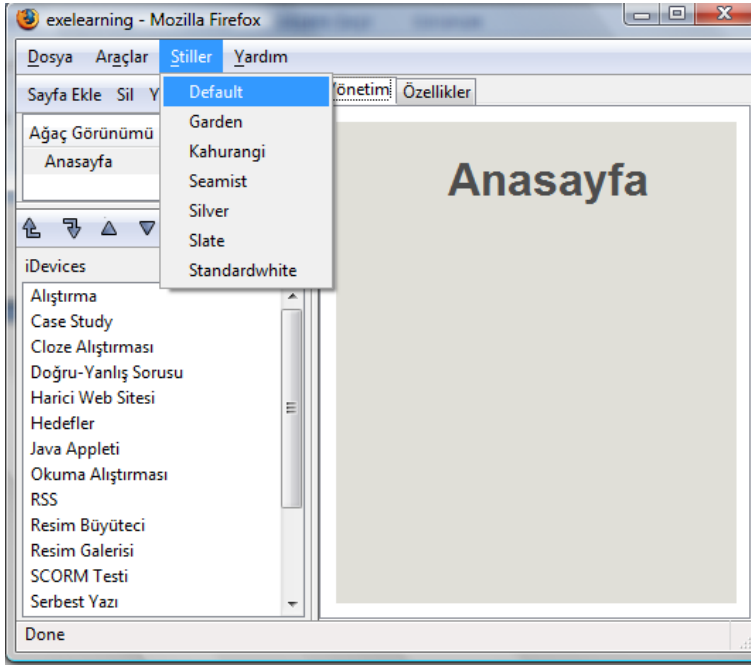 exelearning - Mozilla Firefox
Dosya Araçlar Stiller Yardım
Sayfa Ekle Sil
Özellikler
Default
Garden
Kahurangi
Seamist
Silver
Slate
Standardwhite
Ağaç Görünümü
Anasayfa
iDevices
Alıştırma
Case Study
Cloze Alıştırması
Doğru-Yanlış Sorusu
Harici Web Sitesi
Hedefler
Java Appleti
Okuma Alıştırması
RSS
Resim Büyüteci
Resim Galerisi
SCORM Testi
Serbest Yazı
Anasayfa
Done